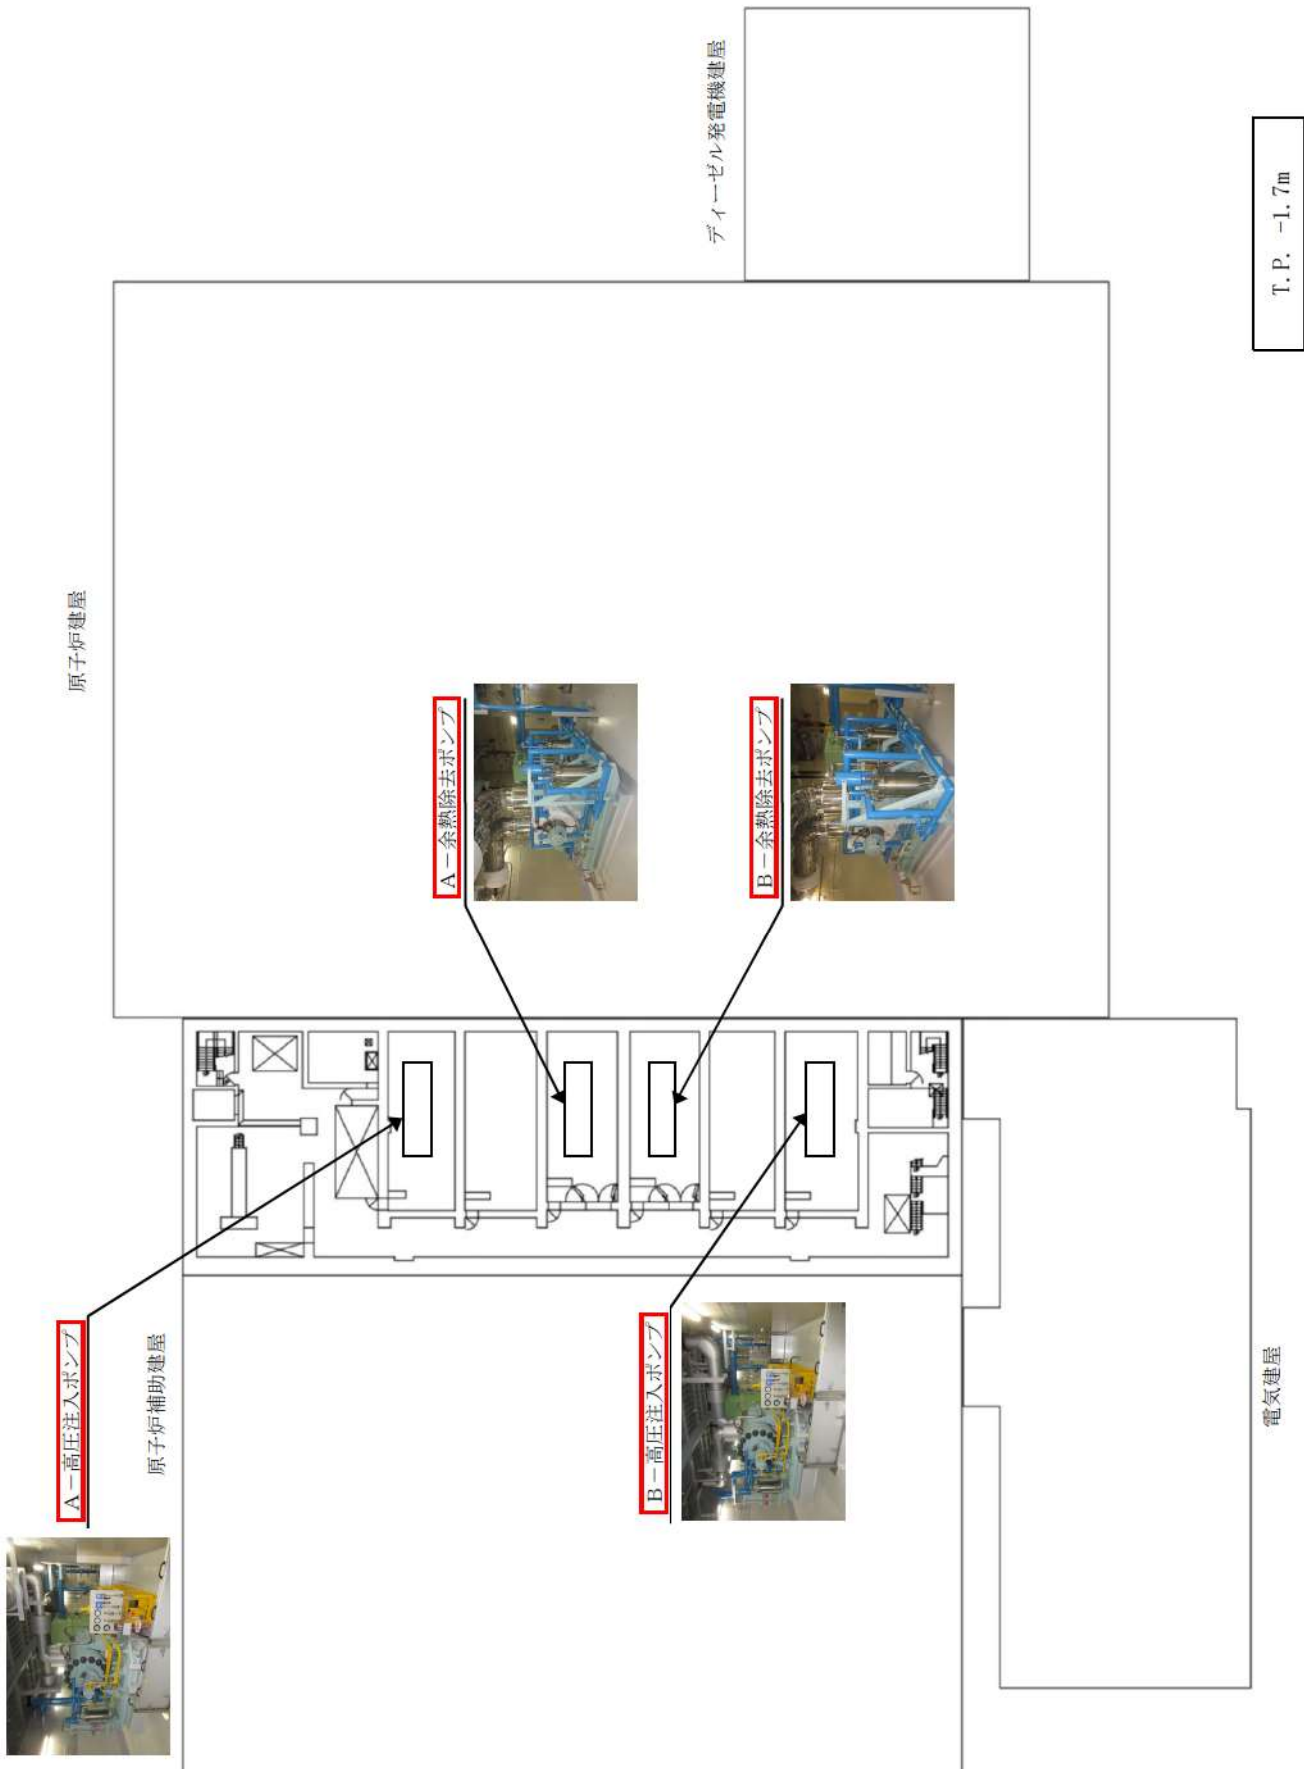 原子炉建屋
ディーゼル発電機建屋
A－余熱除去ポンプ
B－余熱除去ポンプ
A－高圧注入ポンプ
原子炉補助建屋
B－高圧注入ポンプ
電気建屋
T.P. -1.7m